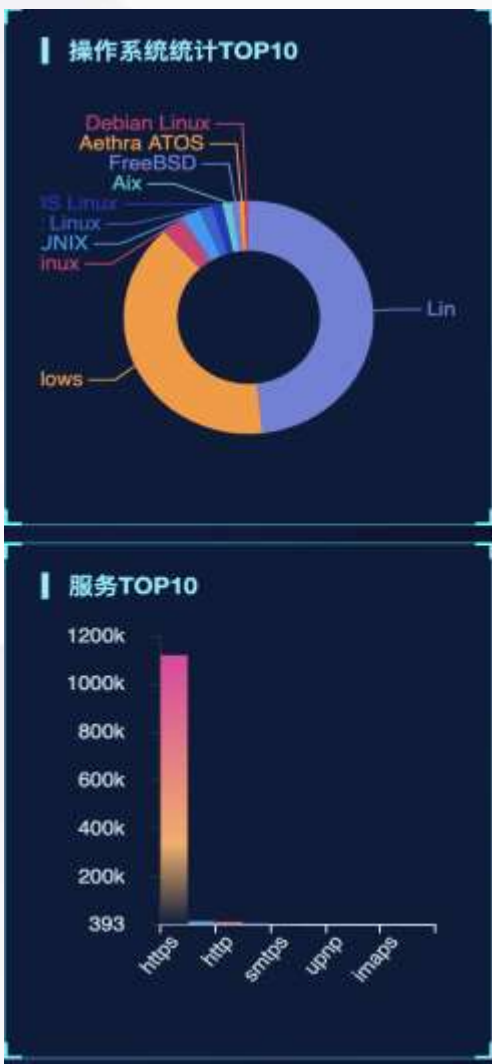 操作系统统计TOP10
Debian Linux
Aethra ATOS
FreeBSD
Aix
IS Linux
Linux
JNIX
inux
lows
Lin
服务TOP10
1200k
1000k
800k
600k
400k
200k
393
https
http
smtps
upnp
imaps